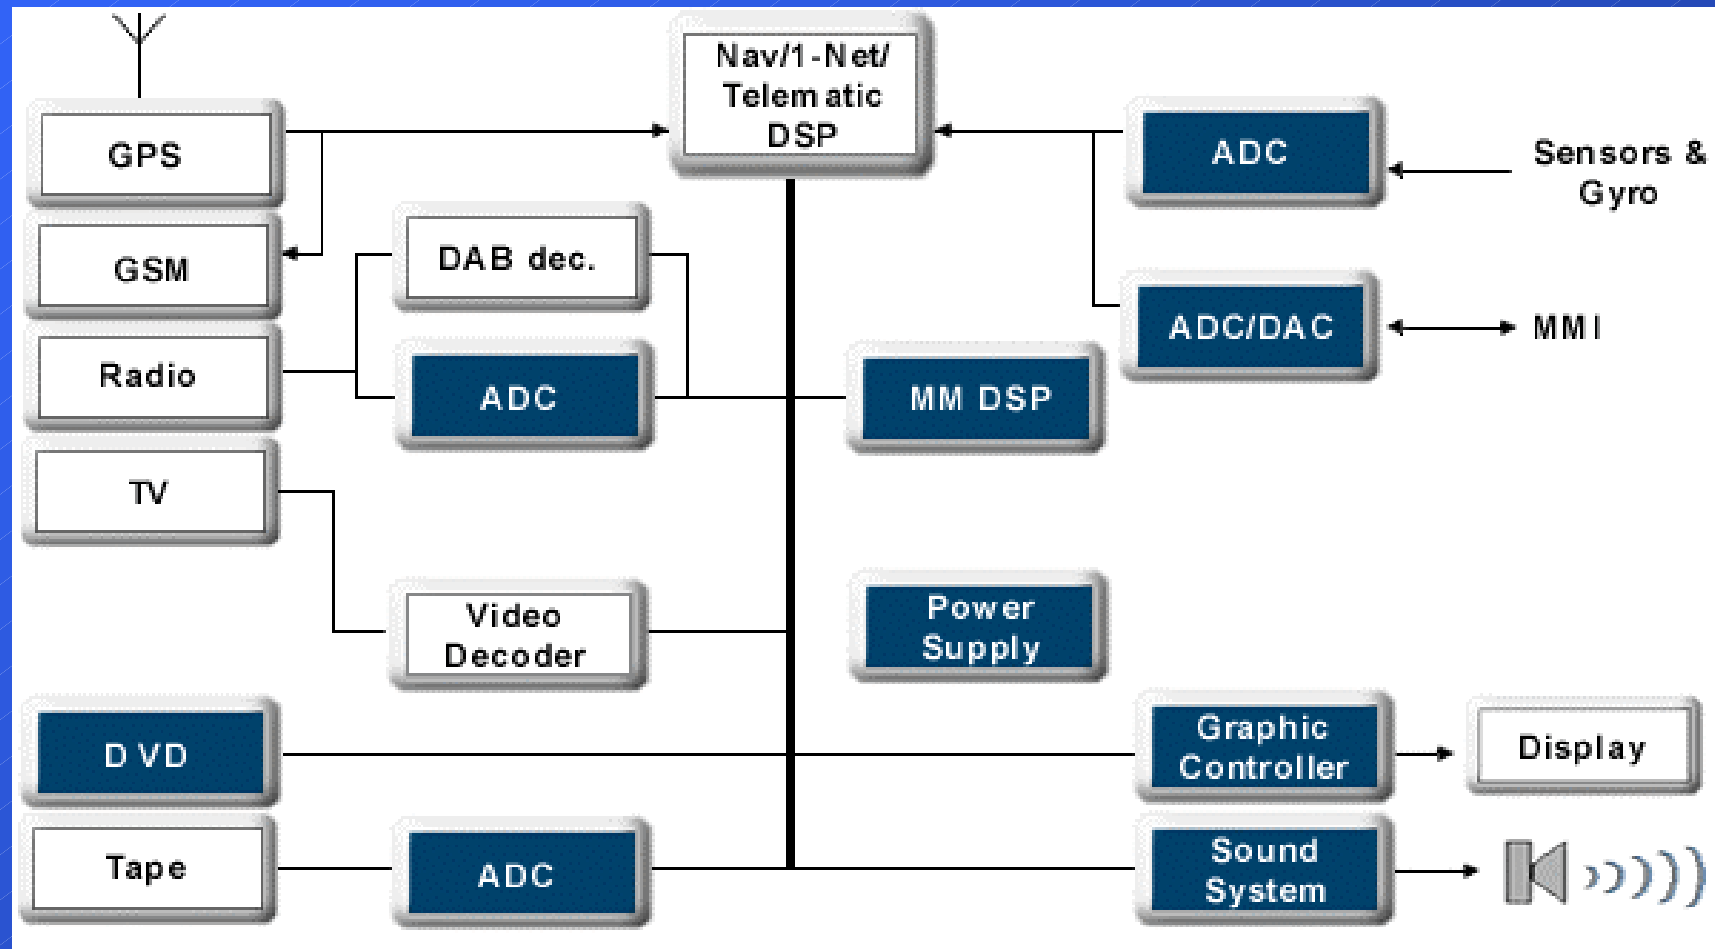 Nav/1-Net/
Telematic
DSP
GPS
ADC
Sensors &
Gyro
GSM
DAB dec.
Radio
ADC
MM DSP
ADC/DAC
MMI
TV
Video
Decoder
Power
Supply
DVD
Graphic
Controller
Display
Tape
ADC
Sound
System